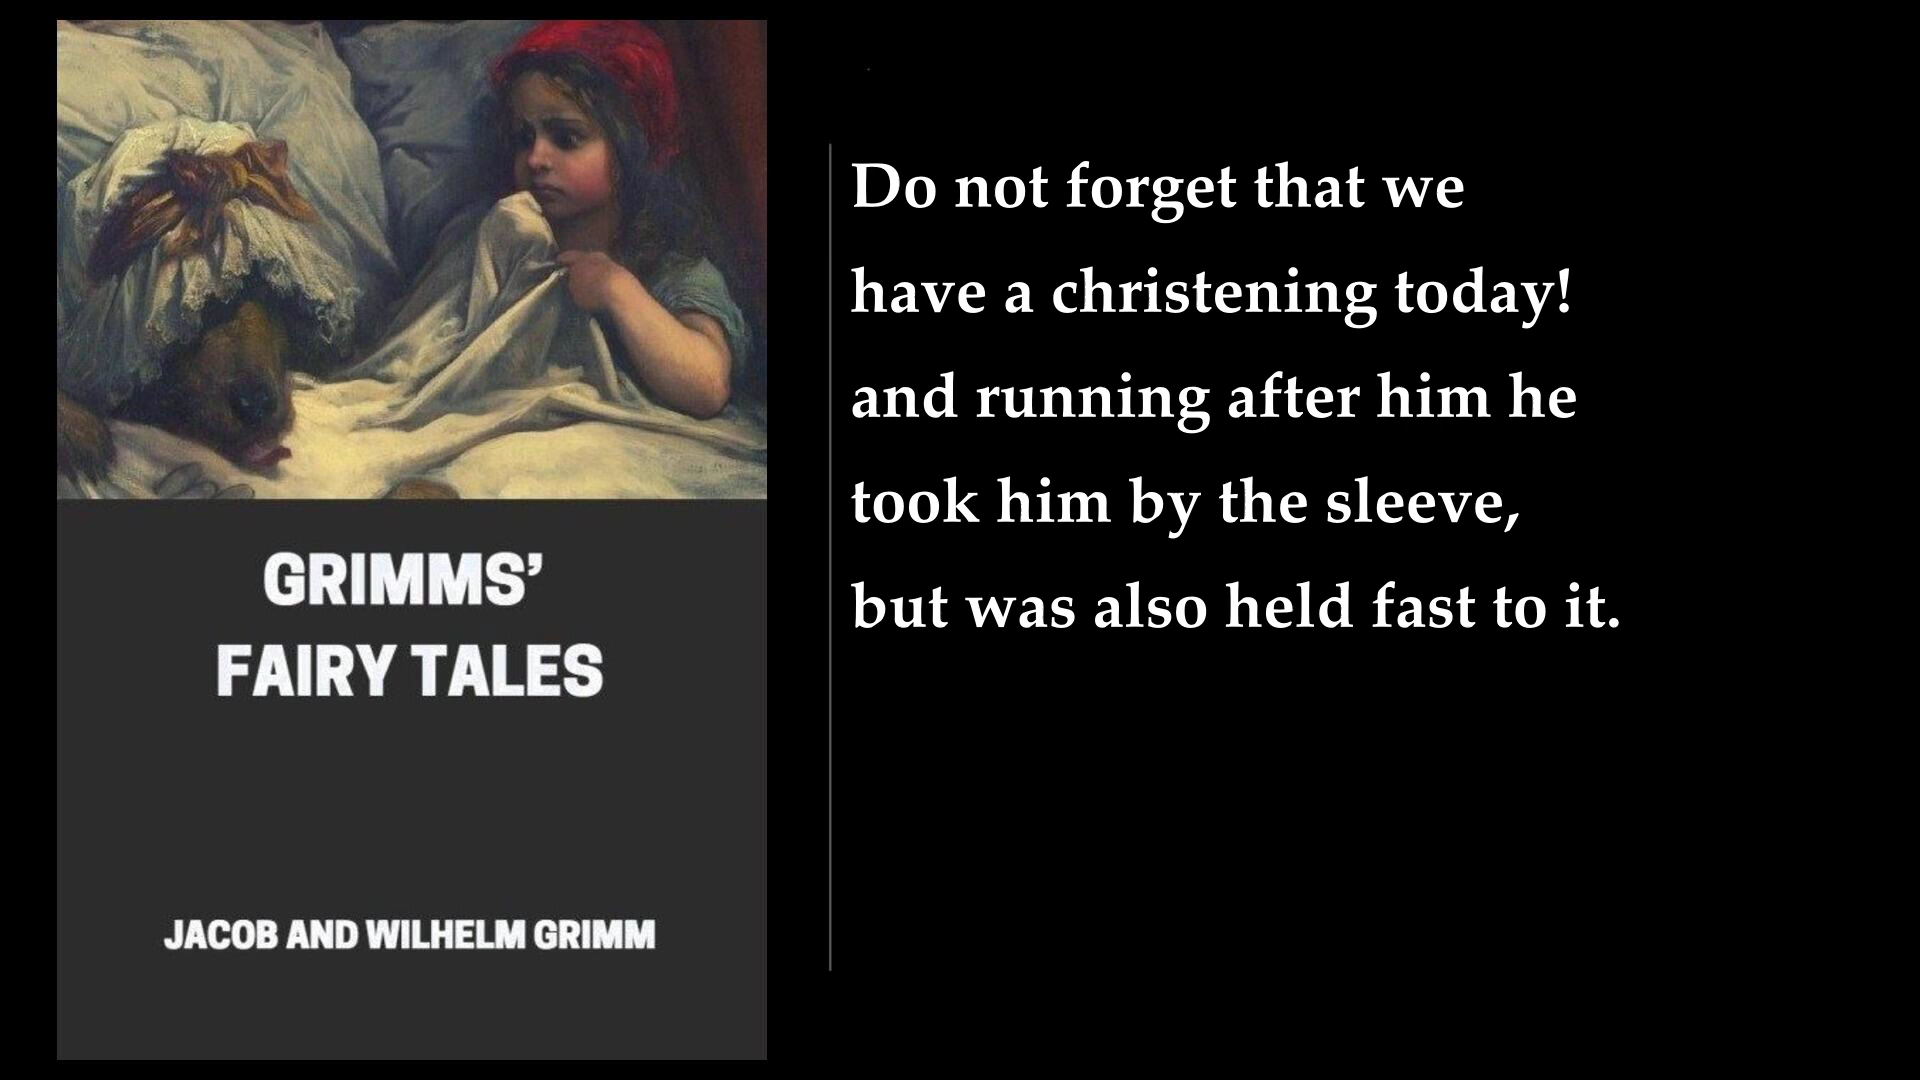 GRIMMS’
FAIRY TALES
JACOB AND WILHELM GRIMM
Do not forget that we
have a christening today!
and running after him he
took him by the sleeve,
but was also held fast to it.